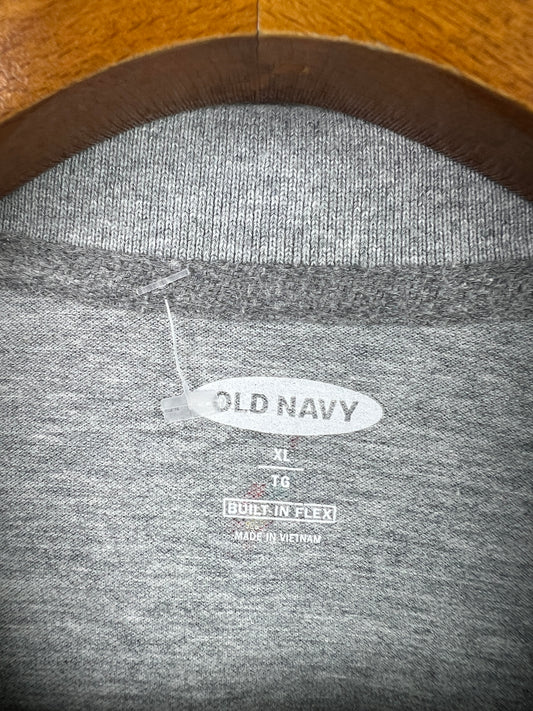 OLD NAVY
XL
TG
BUILT-IN FLEX
MADE IN VIETNAM